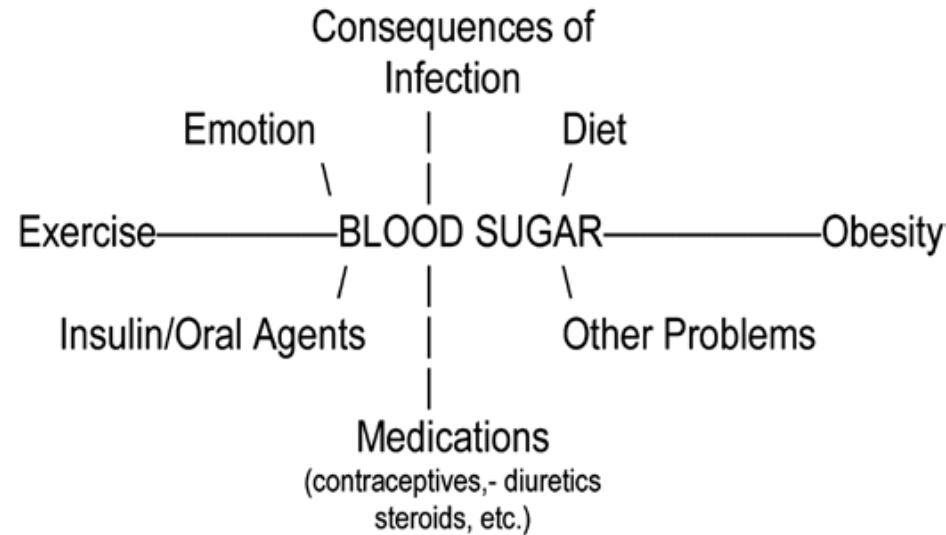 Consequences of
Infection
Emotion
Diet
Exercise
BLOOD SUGAR
Obesity
Insulin/Oral Agents
Other Problems
Medications
(contraceptives,- diuretics
steroids, etc.)